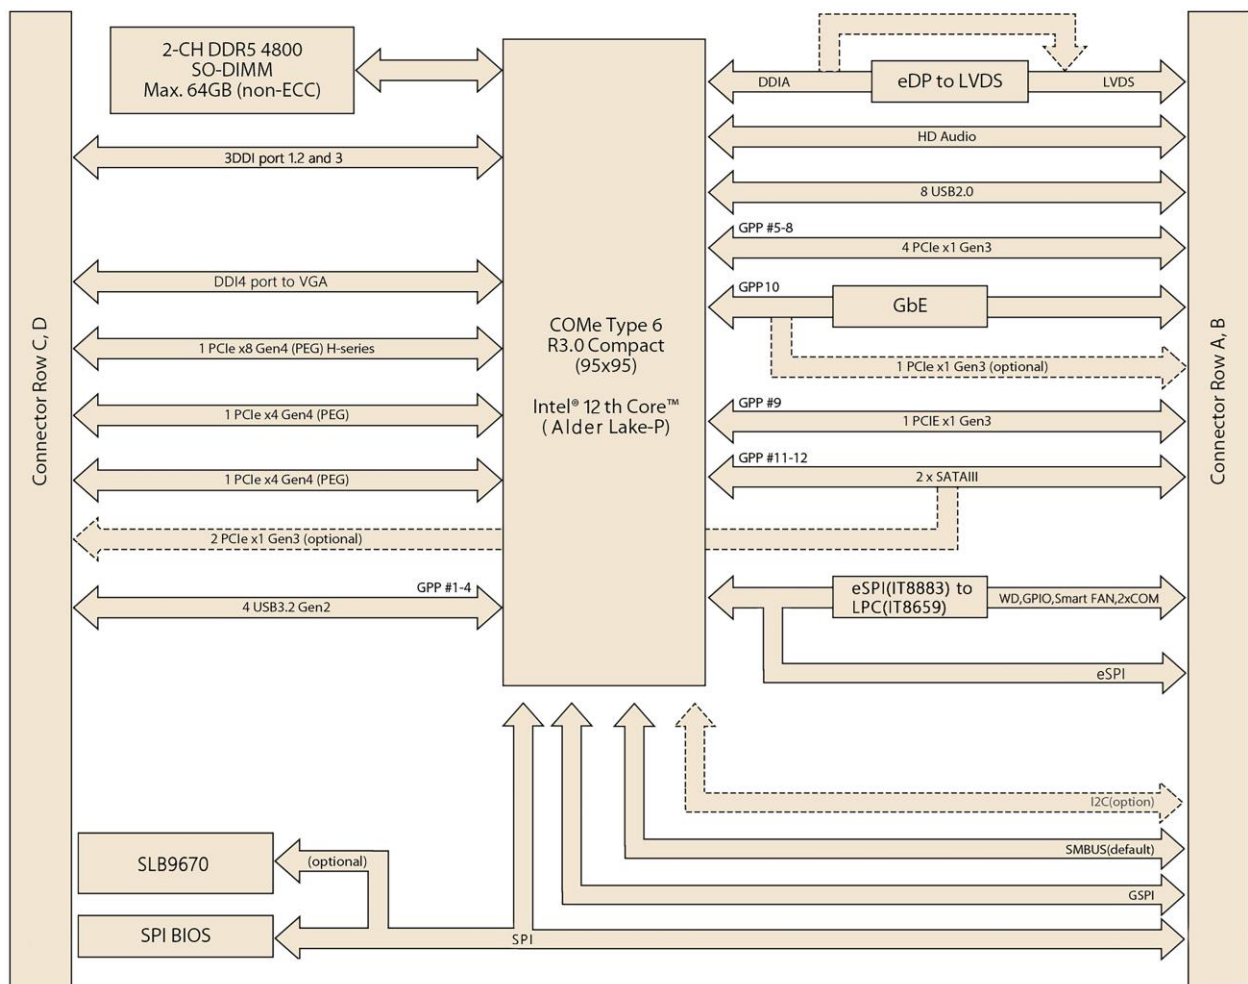 2-CH DDR5 4800
SO-DIMM
Max. 64GB (non-ECC)
3DDI port 1.2 and 3
DDI4 port to VGA
1 PCIe x8 Gen4 (PEG) H-series
1 PCIe x4 Gen4 (PEG)
1 PCIe x4 Gen4 (PEG)
2 PCIe x1 Gen3 (optional)
GPP #1-4
4 USB3.2 Gen2
Connector Row C, D
COMe Type 6
R3.0 Compact
(95x95)
Intel® 12 th Core™
( Alder Lake-P)
DDIA
eDP to LVDS
LVDS
HD Audio
8 USB2.0
GPP #5-8
4 PCIe x1 Gen3
GPP10
GbE
1 PCIe x1 Gen3 (optional)
GPP #9
1 PCIE x1 Gen3
GPP #11-12
2 x SATAIII
eSPI(IT8883) to
LPC(IT8659)
WD,GPIO,Smart FAN,2xCOM
eSPI
Connector Row A, B
I2C(option)
SMBUS(default)
GSPI
SPI
SLB9670
(optional)
SPI BIOS